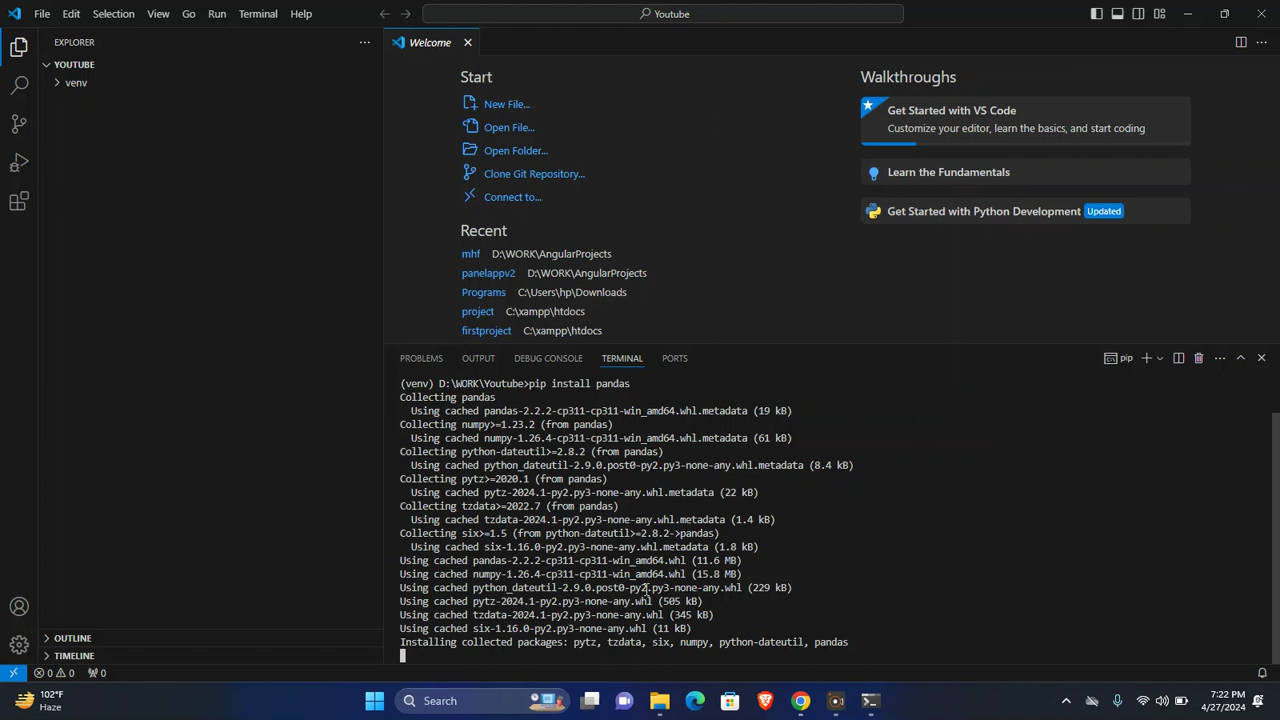 File Edit Selection View Go Run Terminal Help
Youtube
EXPLORER
YOUTUBE
venv
OUTLINE
TIMELINE
Welcome
Start
New File...
Open File...
Open Folder...
Clone Git Repository...
Connect to...
Recent
mhf D:\WORK\AngularProjects
panelappv2 D:\WORK\AngularProjects
Programs C:\Users\hp\Downloads
project C:\xampp\htdocs
firstproject C:\xampp\htdocs
Walkthroughs
Get Started with VS Code
Customize your editor, learn the basics, and start coding
Learn the Fundamentals
Get Started with Python Development Updated
PROBLEMS OUTPUT DEBUG CONSOLE TERMINAL PORTS
pip
(venv) D:\WORK\Youtube>pip install pandas
Collecting pandas
Using cached pandas-2.2.2-cp311-cp311-win_amd64.whl.metadata (19 kB)
Collecting numpy>=1.23.2 (from pandas)
Using cached numpy-1.26.4-cp311-cp311-win_amd64.whl.metadata (61 kB)
Collecting python-dateutil>=2.8.2 (from pandas)
Using cached python_dateutil-2.9.0.post0-py2.py3-none-any.whl.metadata (8.4 kB)
Collecting pytz>=2020.1 (from pandas)
Using cached pytz-2024.1-py2.py3-none-any.whl.metadata (22 kB)
Collecting tzdata>=2022.7 (from pandas)
Using cached tzdata-2024.1-py2.py3-none-any.whl.metadata (1.4 kB)
Collecting six>=1.5 (from python-dateutil>=2.8.2->pandas)
Using cached six-1.16.0-py2.py3-none-any.whl.metadata (1.8 kB)
Using cached pandas-2.2.2-cp311-cp311-win_amd64.whl (11.6 MB)
Using cached numpy-1.26.4-cp311-cp311-win_amd64.whl (15.8 MB)
Using cached python_dateutil-2.9.0.post0-py2.py3-none-any.whl (229 kB)
Using cached pytz-2024.1-py2.py3-none-any.whl (505 kB)
Using cached tzdata-2024.1-py2.py3-none-any.whl (345 kB)
Using cached six-1.16.0-py2.py3-none-any.whl (11 kB)
Installing collected packages: pytz, tzdata, six, numpy, python-dateutil, pandas
0 0 0
102°F
Haze
Search
7:22 PM
4/27/2024